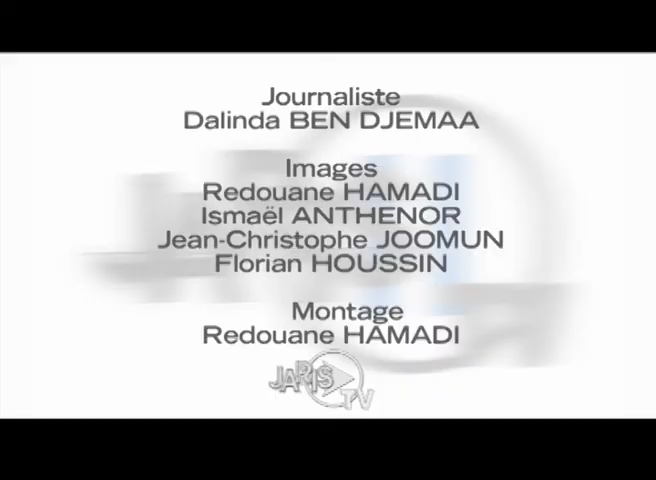 Journaliste
Dalinda BEN DJEMAA
Images
Redouane HAMADI
Ismaël ANTHENOR
Jean-Christophe JOOMUN
Florian HOUSSIN
Montage
Redouane HAMADI
JARIS
TV